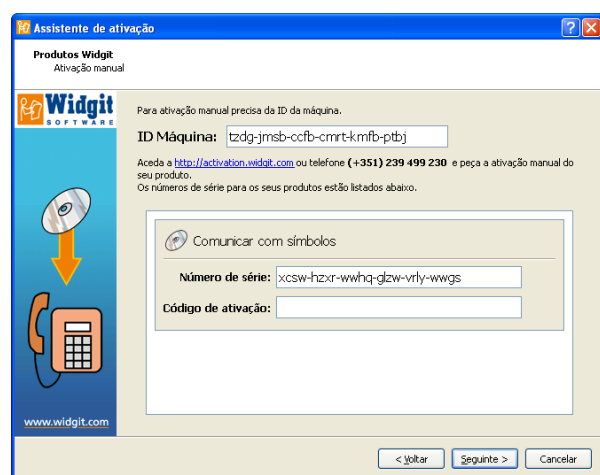 Assistente de ativação
Produtos Widgit
Ativação manual
Widgit
SOFTWARE
Para ativação manual precisa da ID da máquina.
ID Máquina: tzdg-jmsb-ccfb-cmrt-kmfb-ptbj
Aceda a http://activation.widgit.com ou telefone (+351) 239 499 230 e peça a ativação manual do
seu produto.
Os números de série para os seus produtos estão listados abaixo.
Comunicar com símbolos
Número de série: xcsw-hzxr-wwhq-glzw-vrly-wwgs
Código de ativação:
www.widgit.com
< Voltar Seguinte > Cancelar